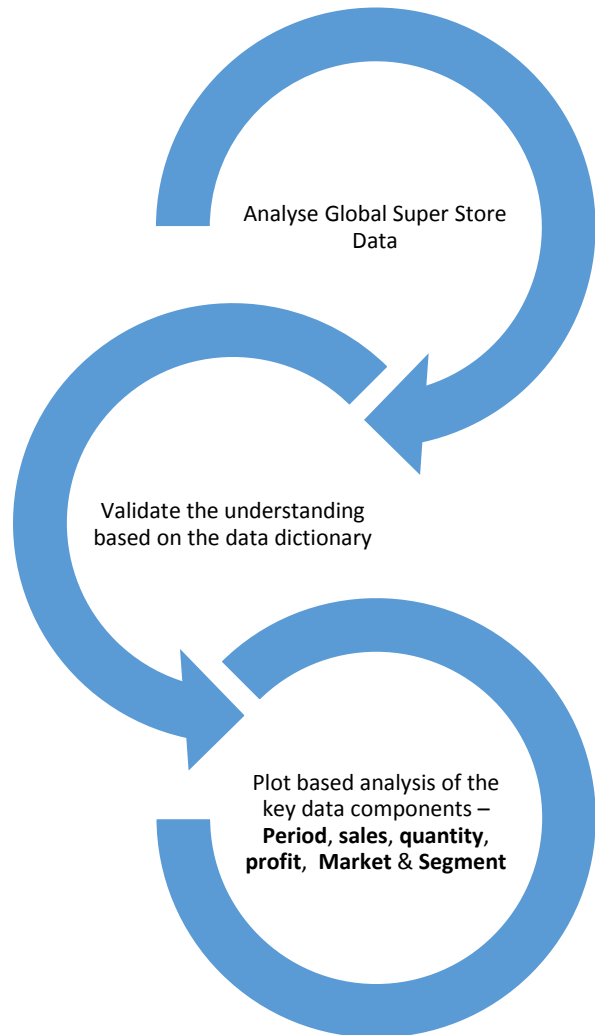 Analyse Global Super Store
Data
Validate the understanding
based on the data dictionary
Plot based analysis of the
key data components –
Period, sales, quantity,
profit, Market & Segment